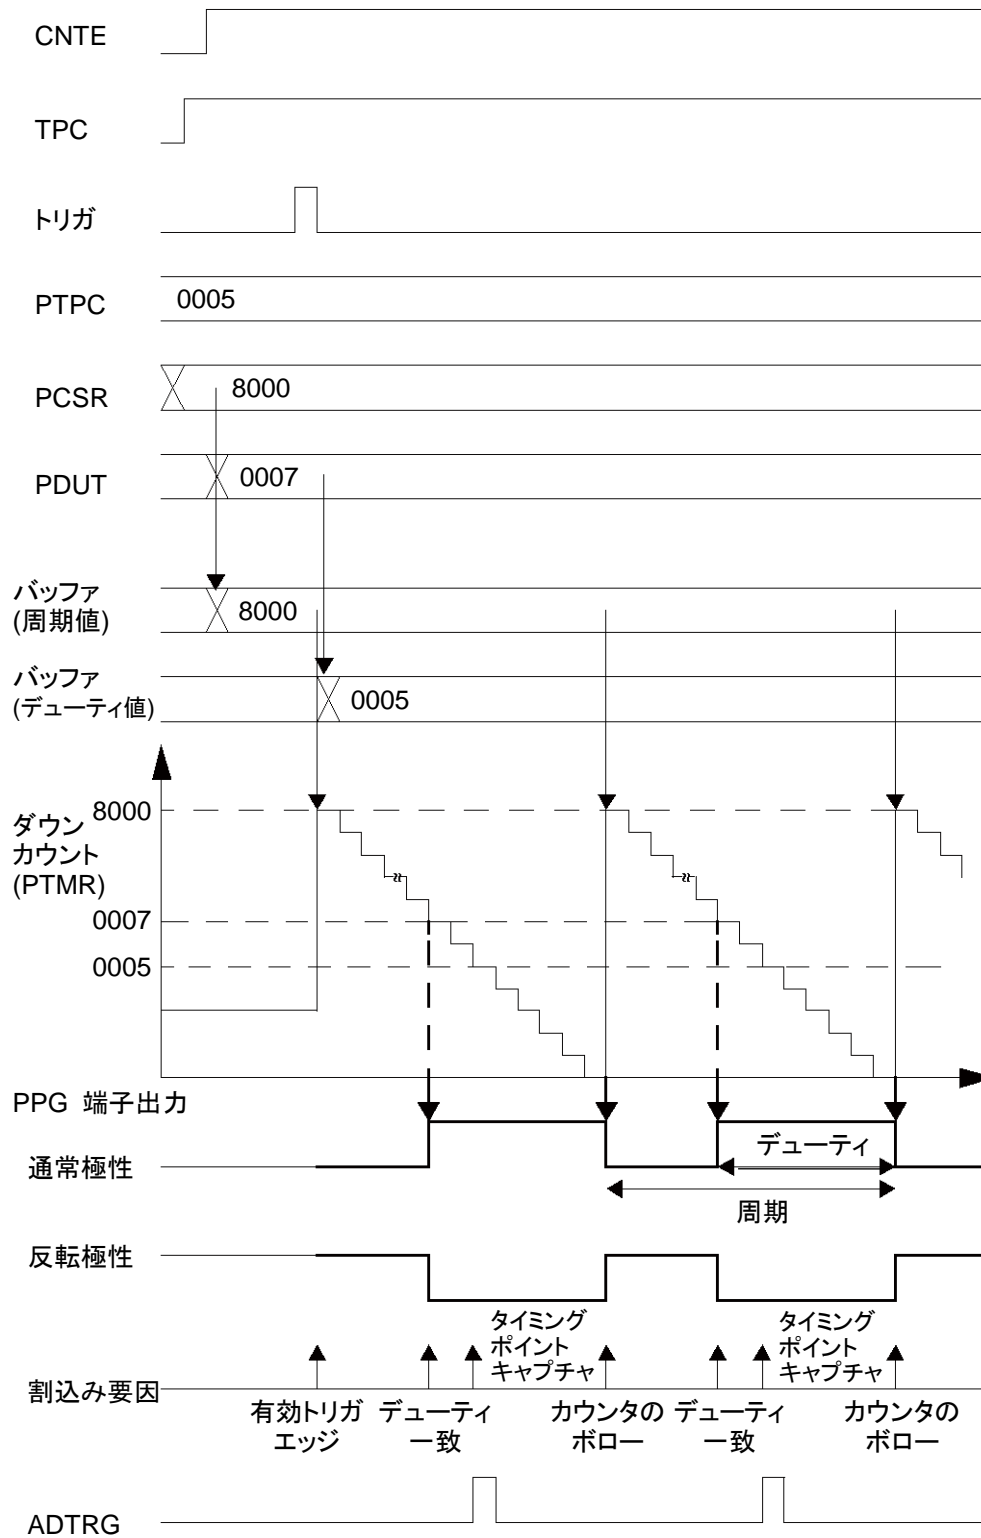 CNTE
TPC
トリガ
PTPC
0005
PCSR
8000
PDUT
0007
バッファ
(周期値)
8000
バッファ
(デューティ値)
0005
8000
ダウン
カウント
(PTMR)
0007
0005
PPG 端子出力
通常極性
デューティ
周期
反転極性
タイミング
ポイント
キャプチャ
タイミング
ポイント
キャプチャ
割込み要因
有効トリガ
エッジ
デューティ
一致
カウンタの
ボロー
デューティ
一致
カウンタの
ボロー
ADTRG